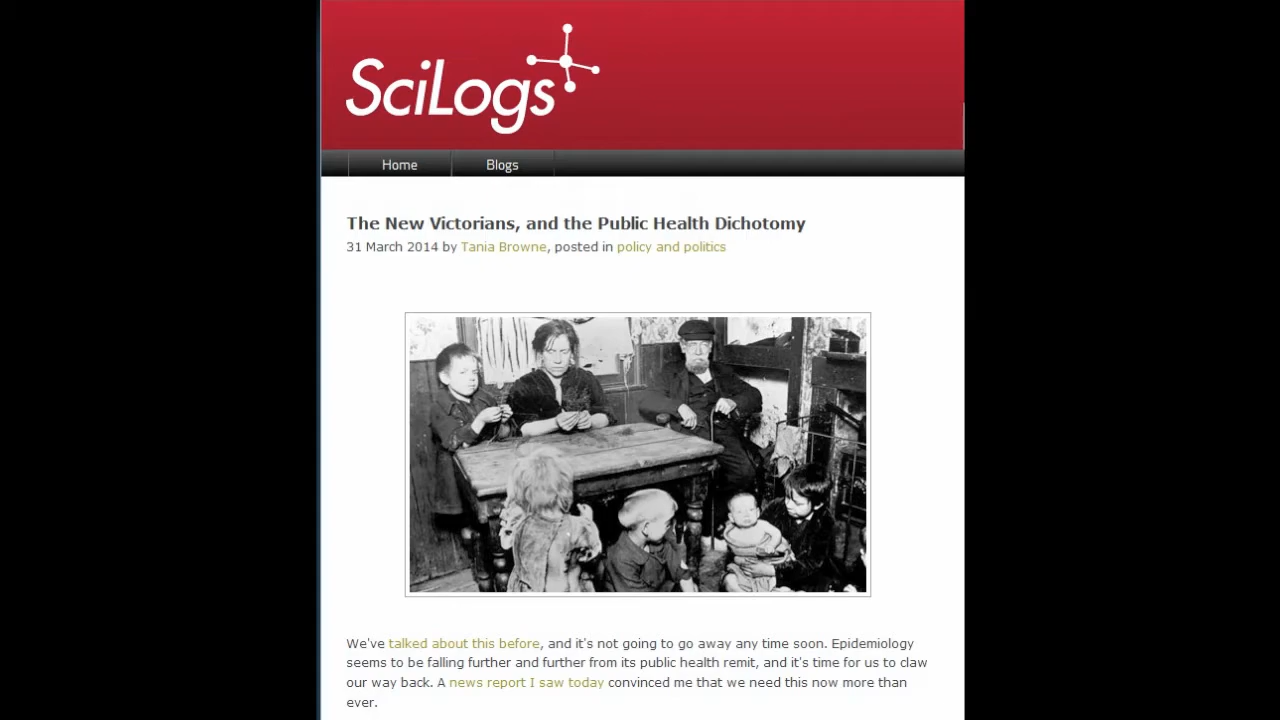 SciLogs
Home Blogs
The New Victorians, and the Public Health Dichotomy
31 March 2014 by Tania Browne, posted in policy and politics
We've talked about this before, and it's not going to go away any time soon. Epidemiology
seems to be falling further and further from its public health remit, and it's time for us to claw
our way back. A news report I saw today convinced me that we need this now more than
ever.